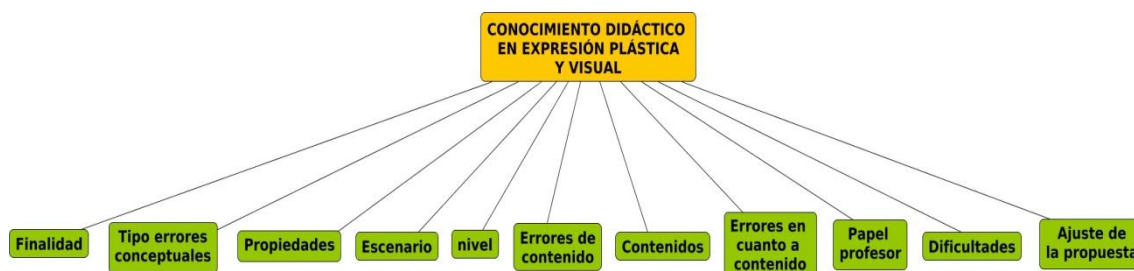 CONOCIMIENTO DIDÁCTICO
EN EXPRESIÓN PLÁSTICA
Y VISUAL
Finalidad
Tipo errores
conceptuales
Propiedades
Escenario
nivel
Errores de
contenido
Contenidos
Errores en
cuanto a
contenido
Papel
profesor
Dificultades
Ajuste de
la propuesta